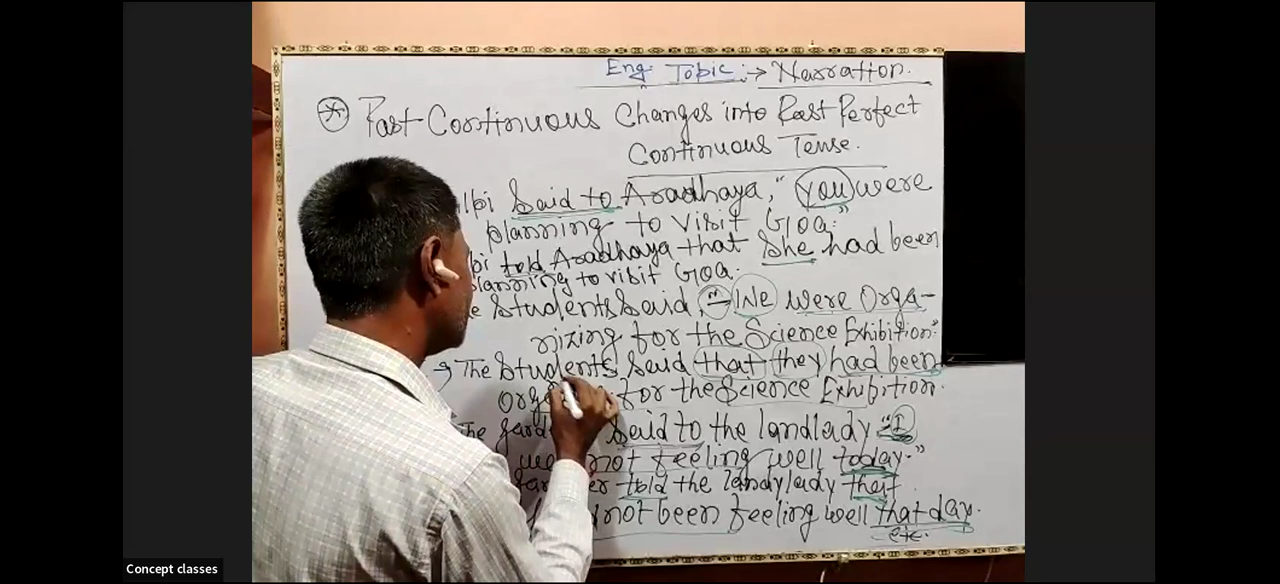 Eng. Topic :→ Narration.
* Past Continuous Changes into Past Perfect
Continuous Tense.
Said to Aradhaya, "You were
planning to visit Goa."
told Aradhaya that She had been
planning to visit Goa.
Students Said, "We were Orga-
nizing for the Science Exhibition."
→ The Students Said that they had been
for the Science Exhibition.
The Said to the landlady "I
not feeling well today."
told the landylady that
not been feeling well that day.
etc.
Concept classes